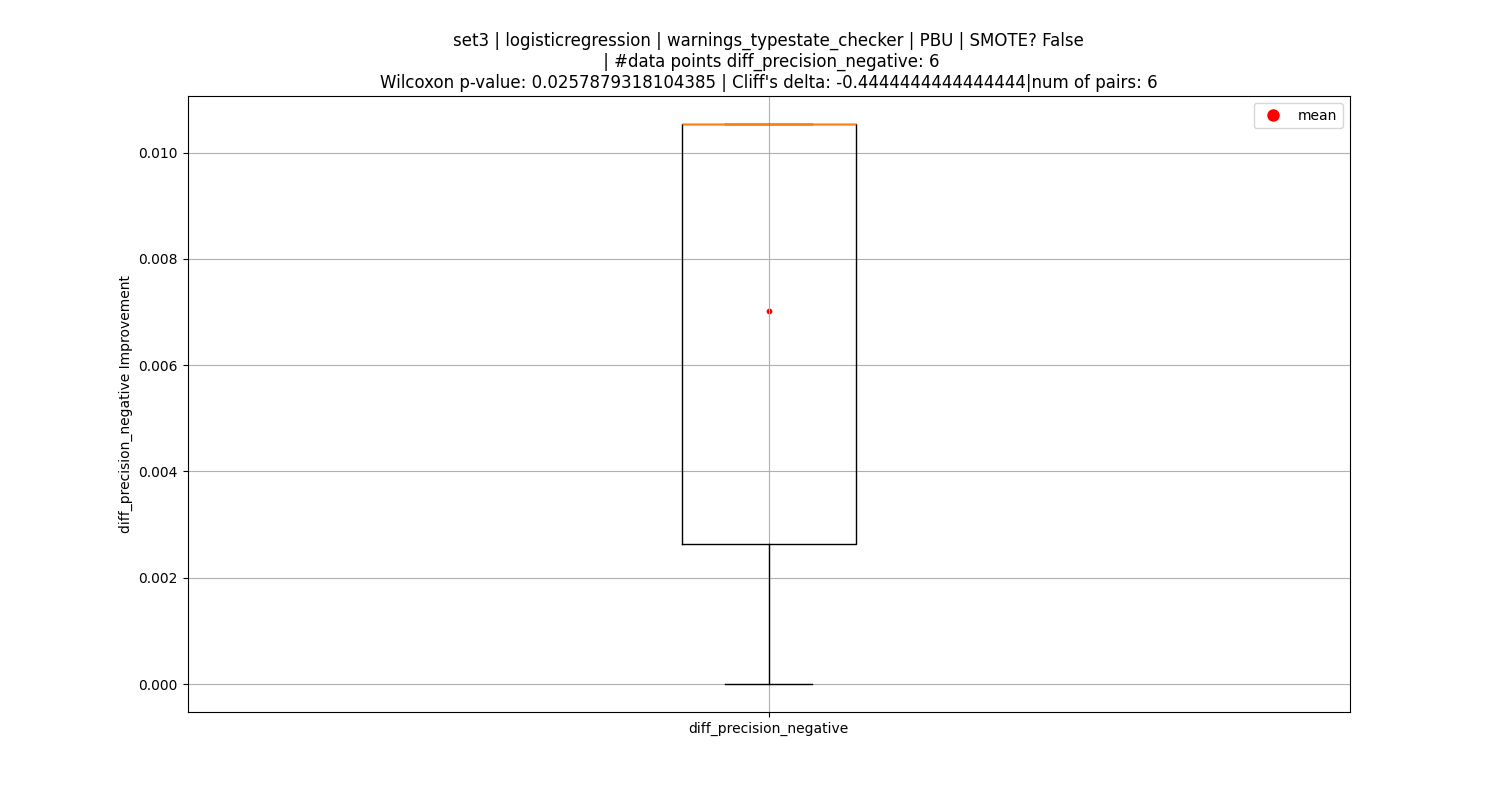 set3 | logisticregression | warnings_typestate_checker | PBU | SMOTE? False
| #data points diff_precision_negative: 6
Wilcoxon p-value: 0.0257879318104385 | Cliff's delta: -0.4444444444444444|num of pairs: 6
mean
0.010
0.008
0.006
0.004
0.002
0.000
diff_precision_negative Improvement
diff_precision_negative